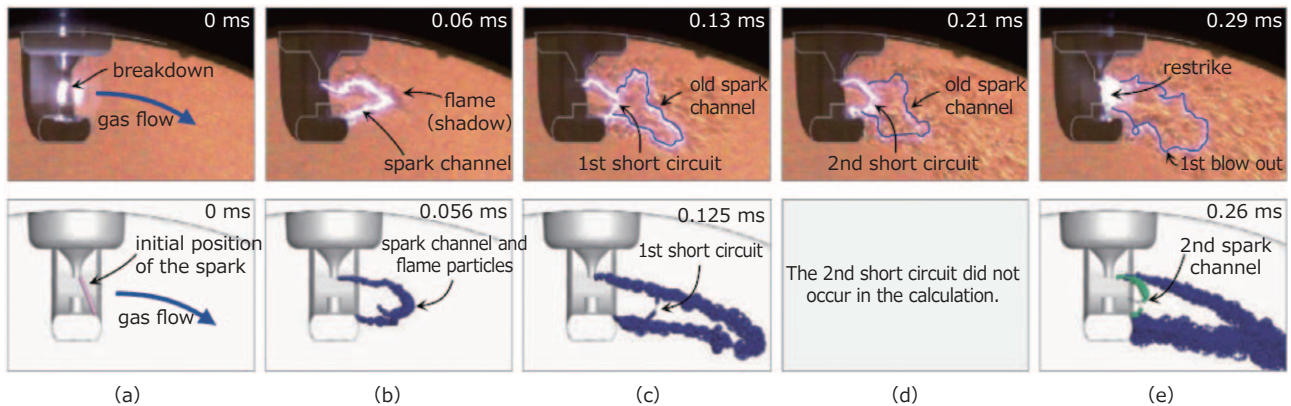 0 ms
breakdown
gas flow
0.06 ms
flame
(shadow)
spark channel
0.13 ms
old spark
channel
1st short circuit
0.21 ms
old spark
channel
2nd short circuit
0.29 ms
restrike
1st blow out
0 ms
initial position
of the spark
gas flow
0.056 ms
spark channel and
flame particles
0.125 ms
1st short circuit
The 2nd short circuit did not
occur in the calculation.
0.26 ms
2nd spark
channel
(a)
(b)
(c)
(d)
(e)